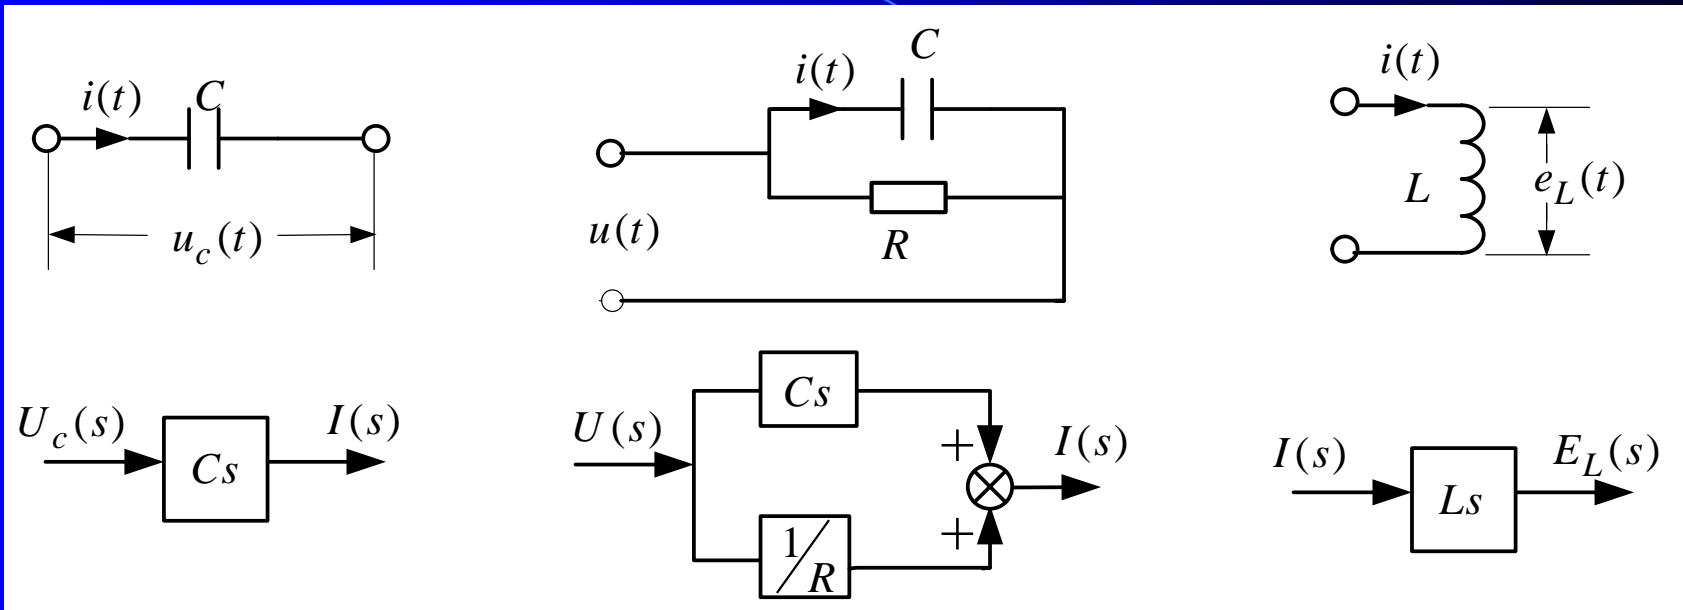 i(t) C
u_c(t)
U_c(s) Cs I(s)
i(t) C
u(t) R
U(s) Cs + I(s)
1/R +
i(t)
L e_L(t)
I(s) Ls E_L(s)